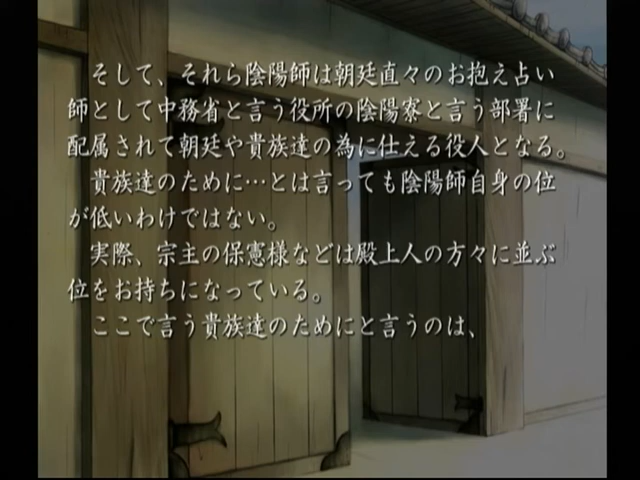 そして、それら陰陽師は朝廷直々のお抱え占い
師として中務省と言う役所の陰陽寮と言う部署に
配属されて朝廷や貴族達の為に仕える役人となる。
貴族達のために…とは言っても陰陽師自身の位
が低いわけではない。
実際、宗主の保憲様などは殿上人の方々に並ぶ
位をお持ちになっている。
ここで言う貴族達のためにと言うのは、